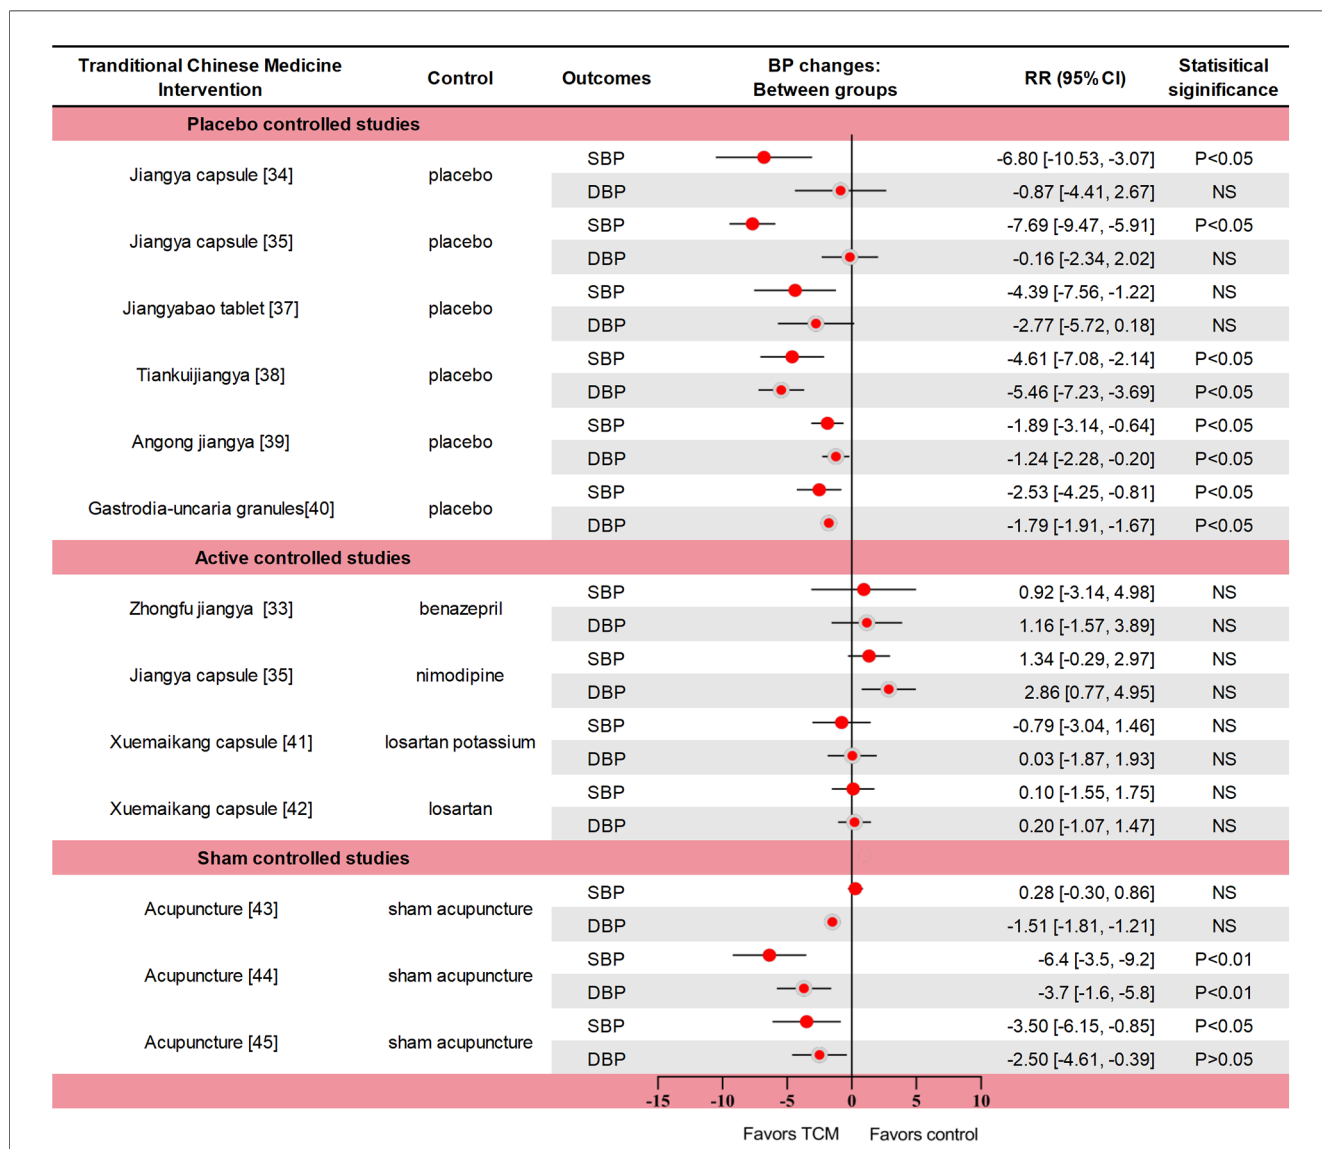 Tranditional Chinese Medicine Intervention Control Outcomes BP changes: Between groups RR (95%CI) Statisitical siginificance
Placebo controlled studies
Jiangya capsule [34] placebo SBP -6.80 [-10.53, -3.07] P<0.05
DBP -0.87 [-4.41, 2.67] NS
Jiangya capsule [35] placebo SBP -7.69 [-9.47, -5.91] P<0.05
DBP -0.16 [-2.34, 2.02] NS
Jiangyabao tablet [37] placebo SBP -4.39 [-7.56, -1.22] NS
DBP -2.77 [-5.72, 0.18] NS
Tiankuijiangya [38] placebo SBP -4.61 [-7.08, -2.14] P<0.05
DBP -5.46 [-7.23, -3.69] P<0.05
Angong jiangya [39] placebo SBP -1.89 [-3.14, -0.64] P<0.05
DBP -1.24 [-2.28, -0.20] P<0.05
Gastrodia-uncaria granules[40] placebo SBP -2.53 [-4.25, -0.81] P<0.05
DBP -1.79 [-1.91, -1.67] P<0.05
Active controlled studies
Zhongfu jiangya [33] benazepril SBP 0.92 [-3.14, 4.98] NS
DBP 1.16 [-1.57, 3.89] NS
Jiangya capsule [35] nimodipine SBP 1.34 [-0.29, 2.97] NS
DBP 2.86 [0.77, 4.95] NS
Xuemaikang capsule [41] losartan potassium SBP -0.79 [-3.04, 1.46] NS
DBP 0.03 [-1.87, 1.93] NS
Xuemaikang capsule [42] losartan SBP 0.10 [-1.55, 1.75] NS
DBP 0.20 [-1.07, 1.47] NS
Sham controlled studies
Acupuncture [43] sham acupuncture SBP 0.28 [-0.30, 0.86] NS
DBP -1.51 [-1.81, -1.21] NS
Acupuncture [44] sham acupuncture SBP -6.4 [-3.5, -9.2] P<0.01
DBP -3.7 [-1.6, -5.8] P<0.01
Acupuncture [45] sham acupuncture SBP -3.50 [-6.15, -0.85] P<0.05
DBP -2.50 [-4.61, -0.39] P>0.05
-15 -10 -5 0 5 10
Favors TCM Favors control